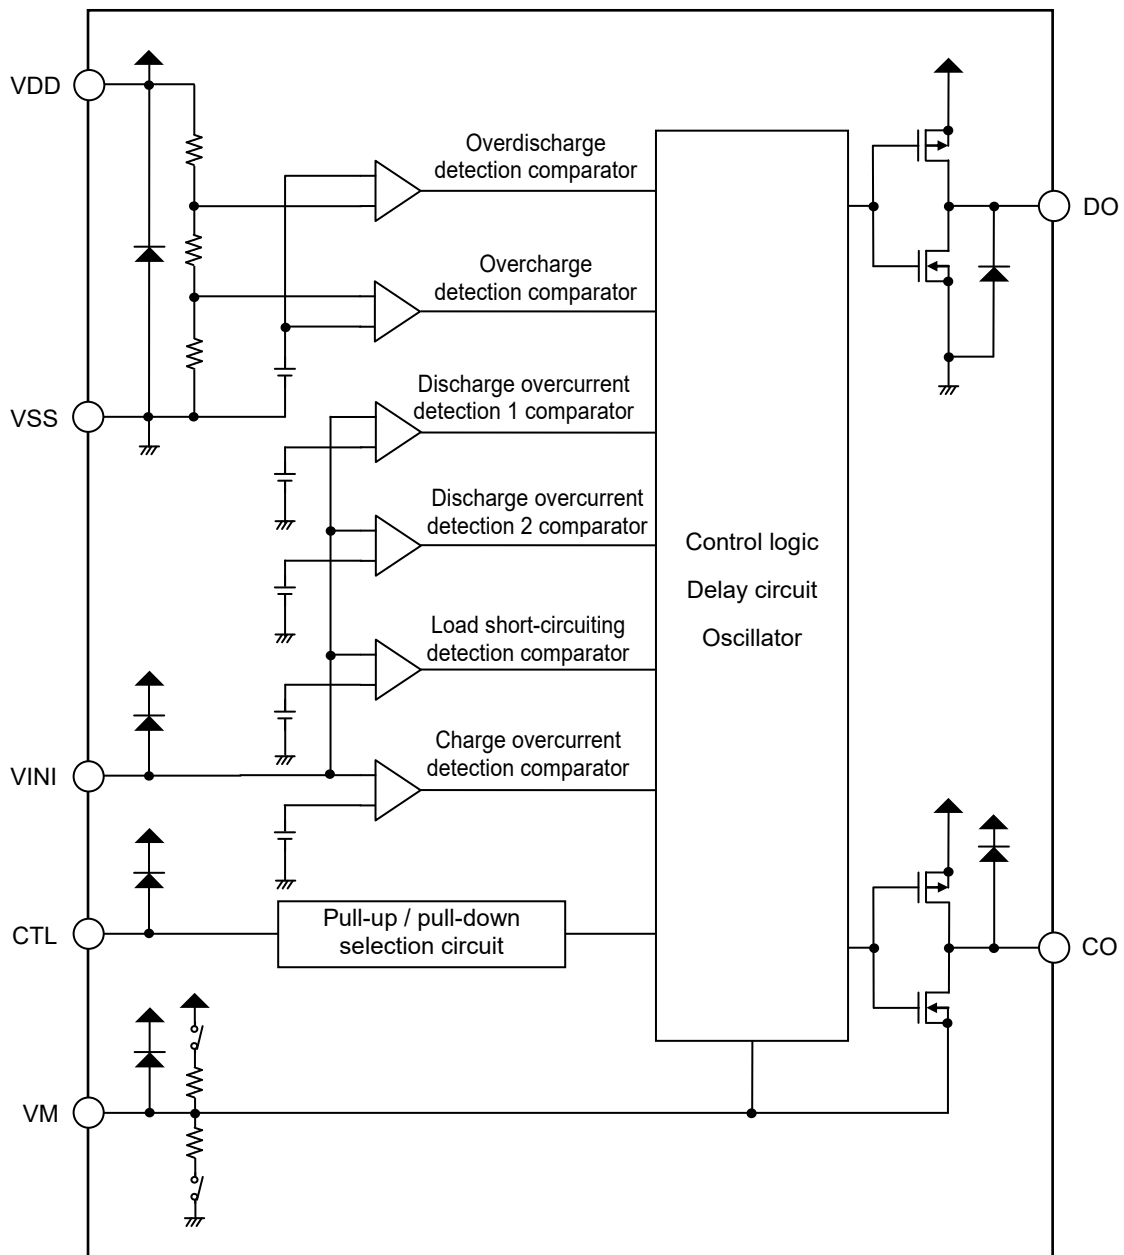 VDD
Overdischarge
detection comparator
DO
Overcharge
detection comparator
Discharge overcurrent
detection 1 comparator
VSS
Discharge overcurrent
detection 2 comparator
Control logic
Delay circuit
Oscillator
Load short-circuiting
detection comparator
Charge overcurrent
detection comparator
VINI
CTL
Pull-up / pull-down
selection circuit
CO
VM